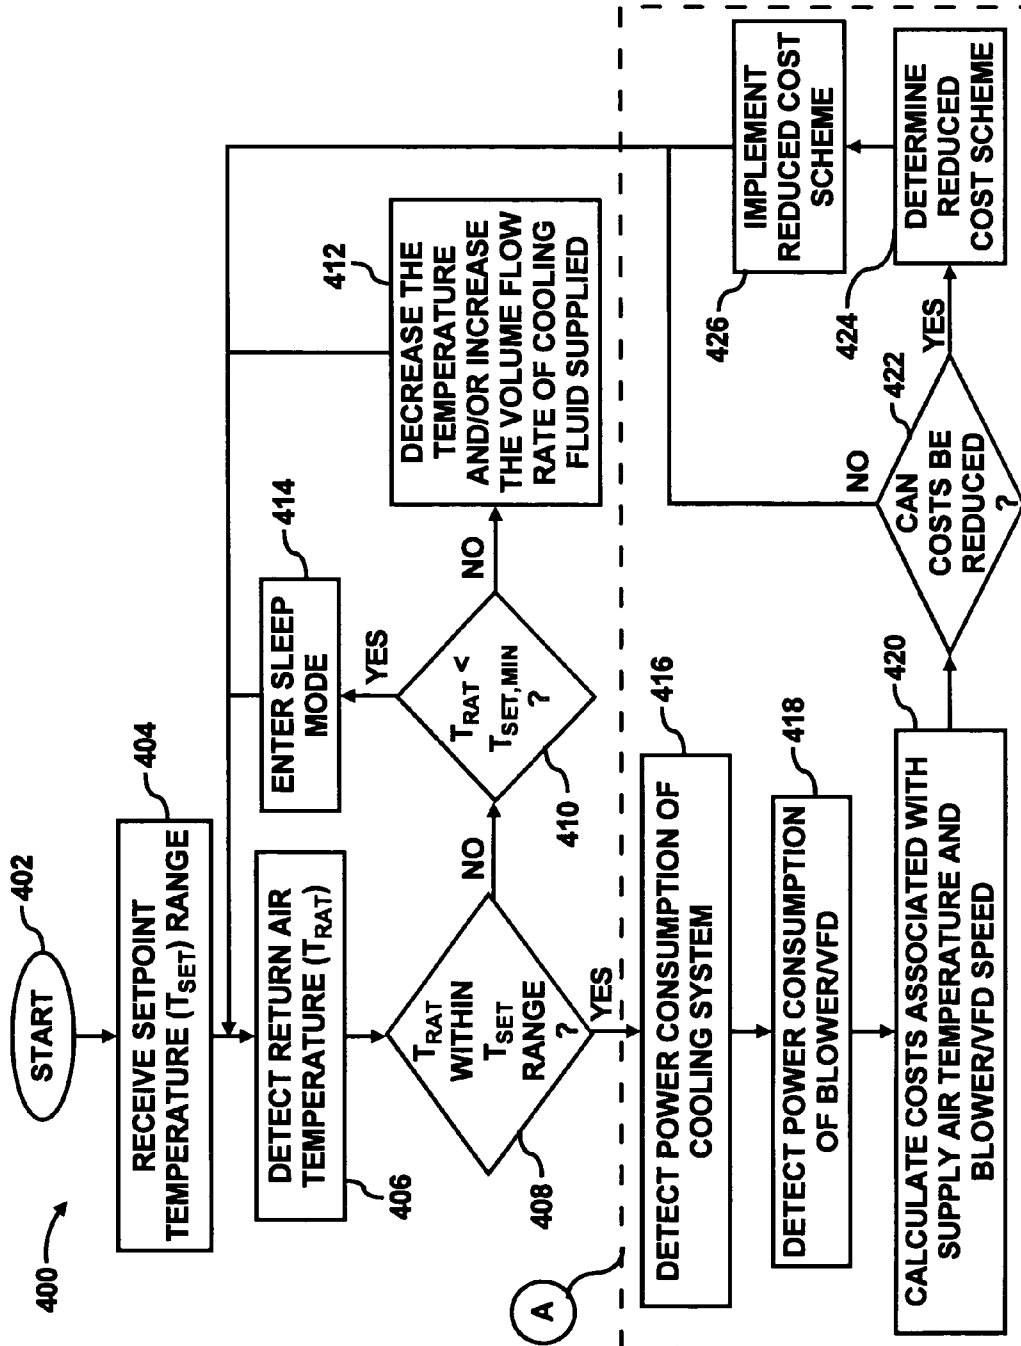 400
START
402
RECEIVE SETPOINT
TEMPERATURE (TSET) RANGE
404
DETECT RETURN AIR
TEMPERATURE (TRAT)
406
TRAT
WITHIN
TSET
RANGE
?
408
NO
YES
TRAT <
TSET,MIN
?
410
YES
NO
ENTER SLEEP
MODE
414
DECREASE THE
TEMPERATURE
AND/OR INCREASE
THE VOLUME FLOW
RATE OF COOLING
FLUID SUPPLIED
412
A
DETECT POWER CONSUMPTION OF
COOLING SYSTEM
416
DETECT POWER CONSUMPTION
OF BLOWER/VFD
418
CALCULATE COSTS ASSOCIATED WITH
SUPPLY AIR TEMPERATURE AND
BLOWER/VFD SPEED
420
CAN
COSTS BE
REDUCED
?
422
NO
YES
DETERMINE
REDUCED
COST SCHEME
424
IMPLEMENT
REDUCED COST
SCHEME
426